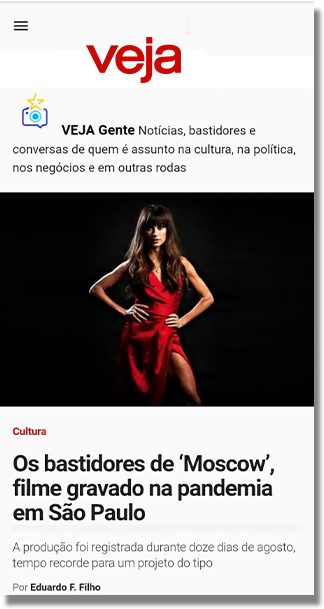 veja
VEJA Gente Notícias, bastidores e
conversas de quem é assunto na cultura, na política,
nos negócios e em outras rodas
Cultura
Os bastidores de ‘Moscow’,
filme gravado na pandemia
em São Paulo
A produção foi registrada durante doze dias de agosto,
tempo recorde para um projeto do tipo
Por Eduardo F. Filho